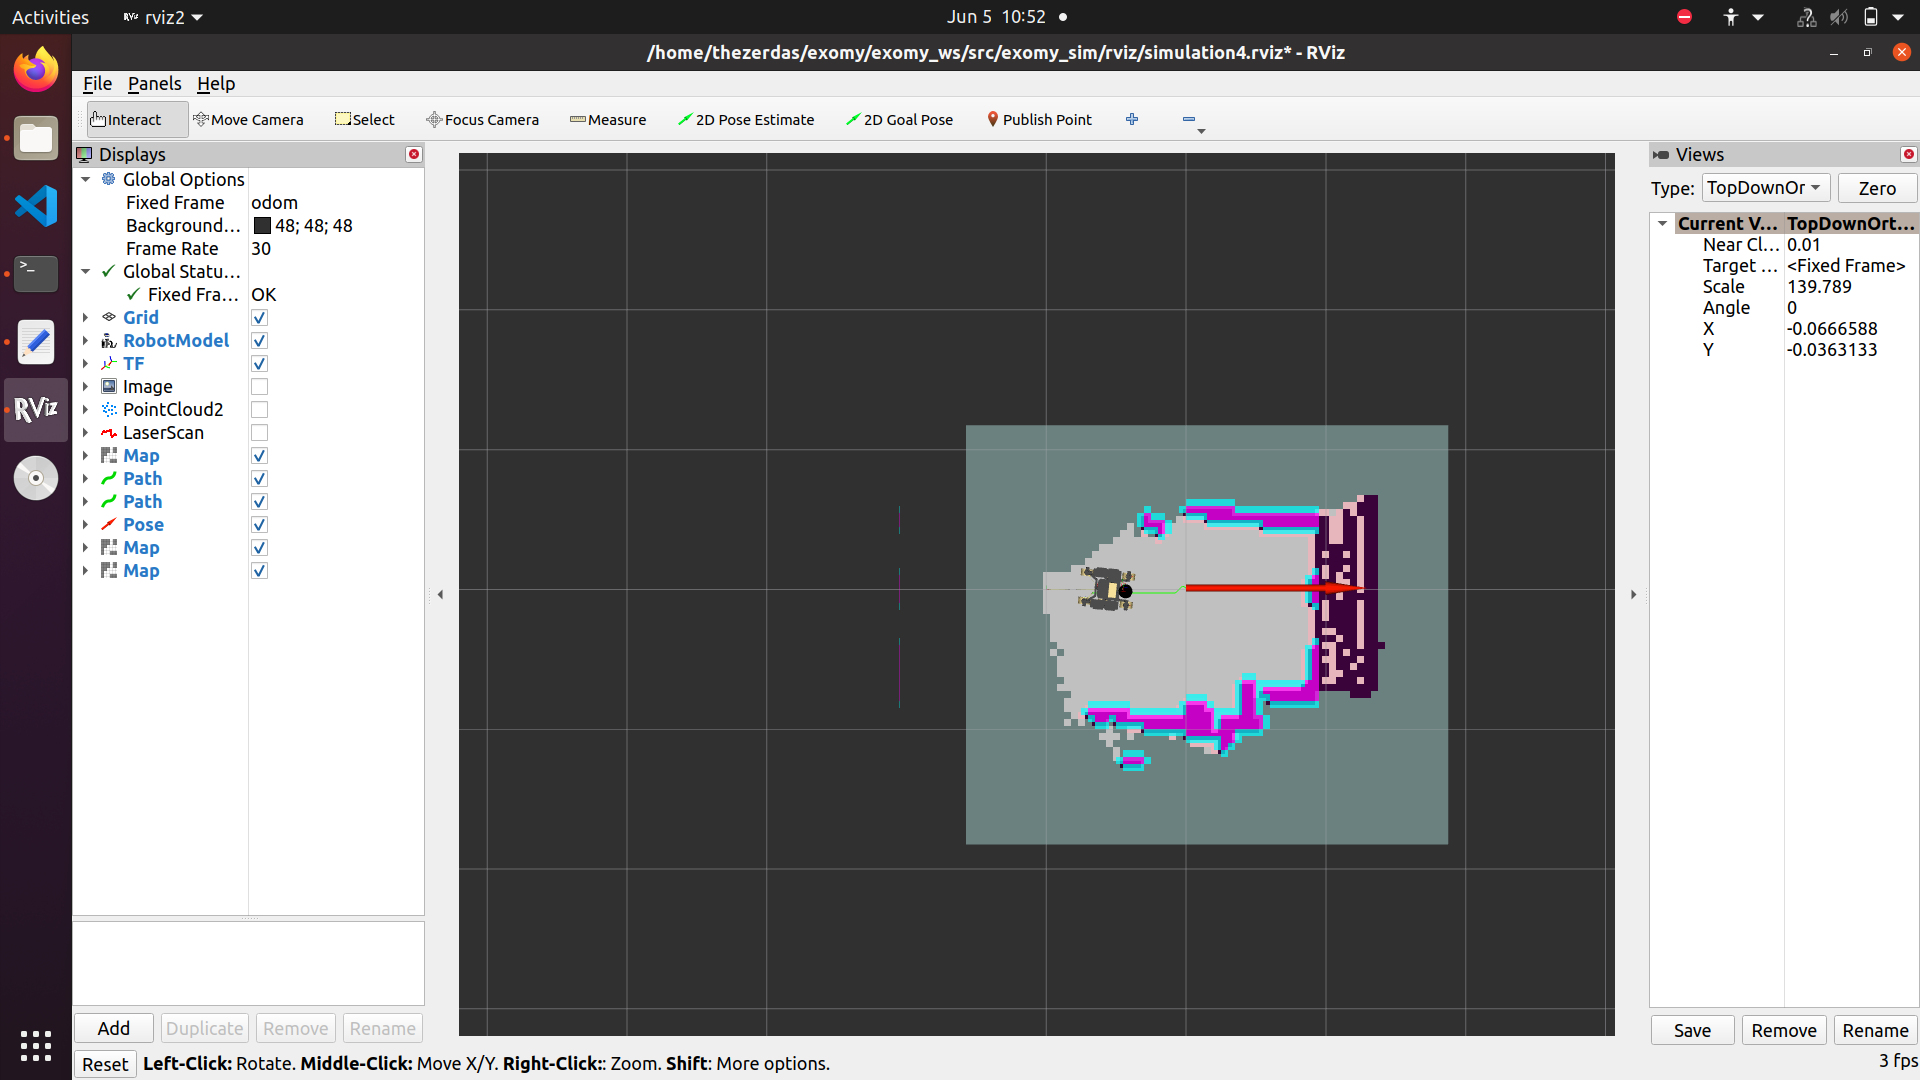 Activities
RViz
rviz2
Jun 5 10:52
/home/thezerdas/exomy/exomy_ws/src/exomy_sim/rviz/simulation4.rviz* - RViz
File Panels Help
Interact Move Camera Select Focus Camera Measure 2D Pose Estimate 2D Goal Pose Publish Point
Displays
Global Options
Fixed Frame odom
Background... 48; 48; 48
Frame Rate 30
Global Statu...
Fixed Fra... OK
Grid
RobotModel
TF
Image
PointCloud2
LaserScan
Map
Path
Path
Pose
Map
Map
Add Duplicate Remove Rename
Reset Left-Click: Rotate. Middle-Click: Move X/Y. Right-Click:: Zoom. Shift: More options.
Views
Type: TopDownOr Zero
Current V... TopDownOrt...
Near Cl... 0.01
Target ... <Fixed Frame>
Scale 139.789
Angle 0
X -0.0666588
Y -0.0363133
Save Remove Rename
3 fps
>_
RViz